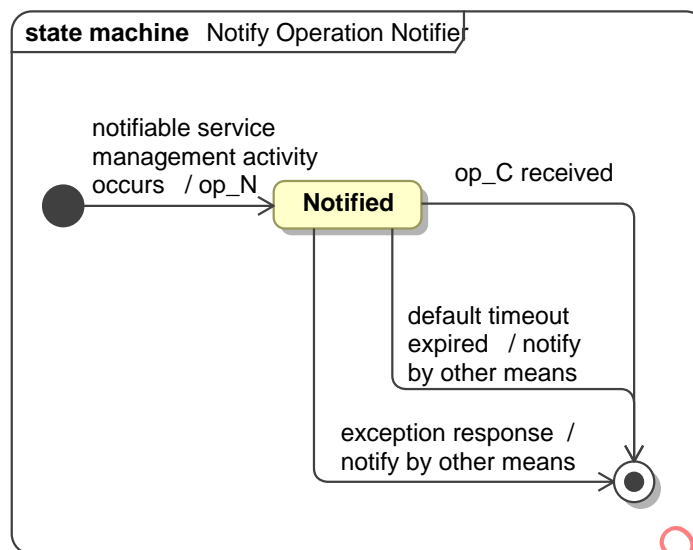 state machine Notify Operation Notifier
notifiable service
management activity
occurs / op_N
op_C received
Notified
default timeout
expired / notify
by other means
exception response /
notify by other means